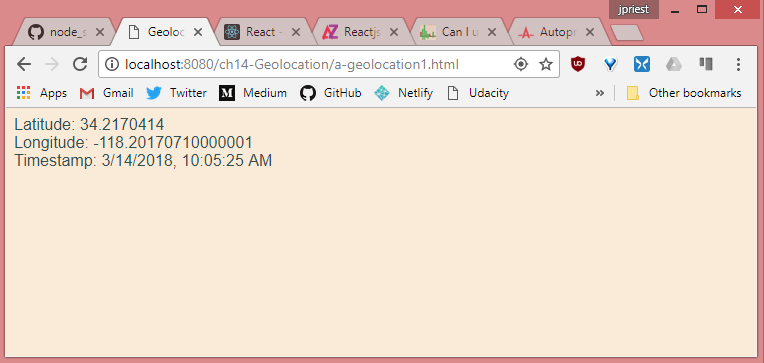 jpriest
node_s
Geoloc
React -
Reactjs
Can I u
Autopr
localhost:8080/ch14-Geolocation/a-geolocation1.html
Apps Gmail Twitter Medium GitHub Netlify Udacity » Other bookmarks
Latitude: 34.2170414
Longitude: -118.20170710000001
Timestamp: 3/14/2018, 10:05:25 AM